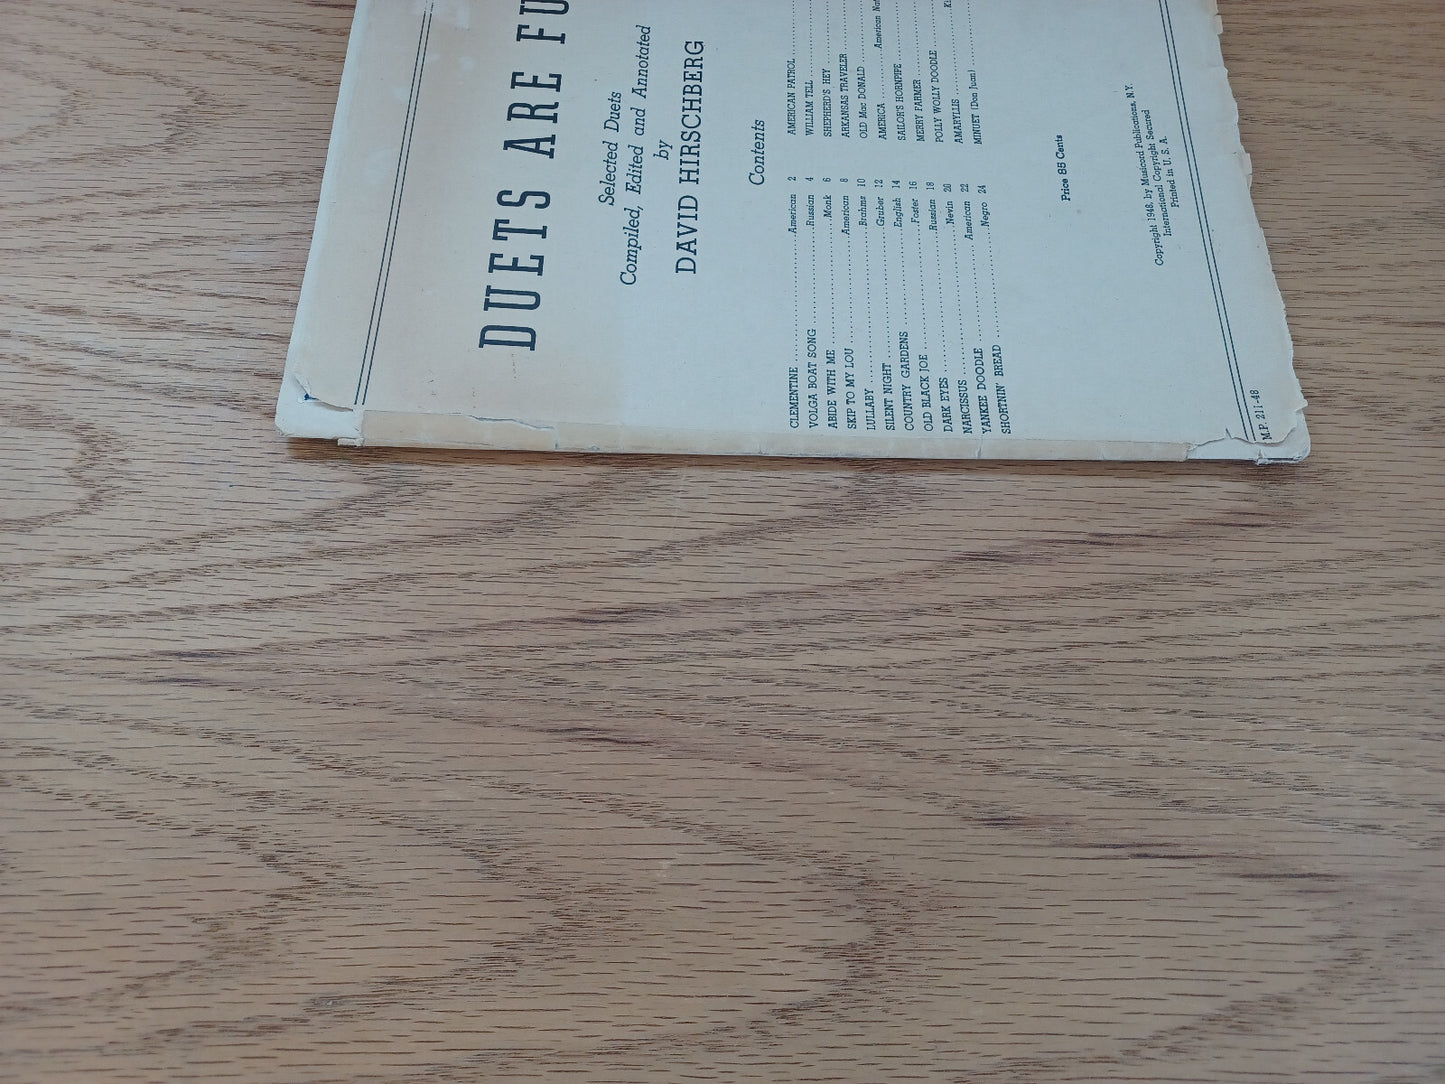 DUETS ARE FU
Selected Duets
Compiled, Edited and Annotated
by
DAVID HIRSCHBERG
Contents
CLEMENTINE ........ American 2
VOLGA BOAT SONG ........ Russian 4
ABIDE WITH ME ........ Monk 6
SKIP TO MY LOU ........ American 8
LULLABY ........ Brahms 10
SILENT NIGHT ........ Gruber 12
COUNTRY GARDENS ........ English 14
OLD BLACK JOE ........ Foster 16
DARK EYES ........ Russian 18
NARCISSUS ........ Nevin 20
YANKEE DOODLE ........ American 22
SHORTNIN' BREAD ........ Negro 24
AMERICAN PATROL ........
WILLIAM TELL ........
SHEPHERD'S HEY ........
ARKANSAS TRAVELER ........
OLD Mac DONALD ........
AMERICA ........ American Nat
SAILOR'S HORNPIPE ........
MERRY FARMER ........
POLLY WOLLY DOODLE ........
AMARYLLIS ........
MINUET (Don Juan) ........
Price 85 Cents
Copyright 1948, by Musicord Publications, N.Y.
International Copyright Secured
Printed in U. S. A.
M.P. 211-48